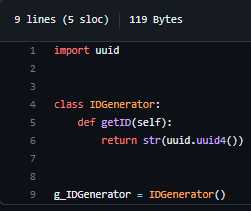 9 lines (5 sloc) 119 Bytes
1 import uuid
2
3
4 class IDGenerator:
5     def getID(self):
6         return str(uuid.uuid4())
7
8
9 g_IDGenerator = IDGenerator()